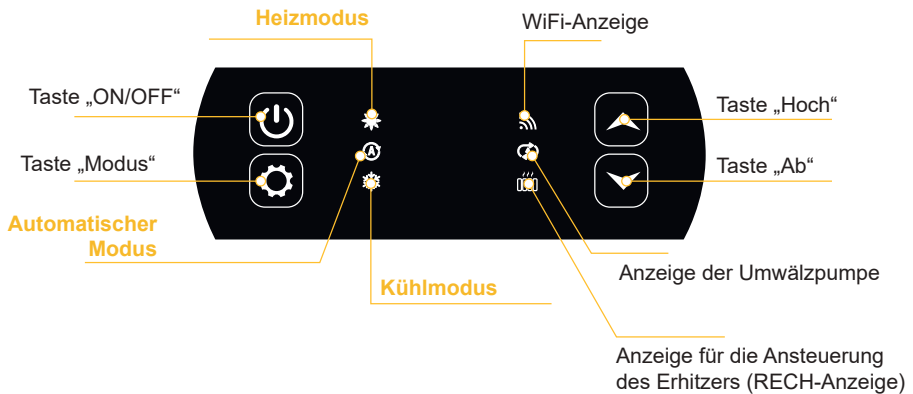 Heizmodus
WiFi-Anzeige
Taste „ON/OFF“
Taste „Hoch“
A
Taste „Modus“
Taste „Ab“
Automatischer
Modus
Kühlmodus
Anzeige der Umwälzpumpe
Anzeige für die Ansteuerung
des Erhitzers (RECH-Anzeige)